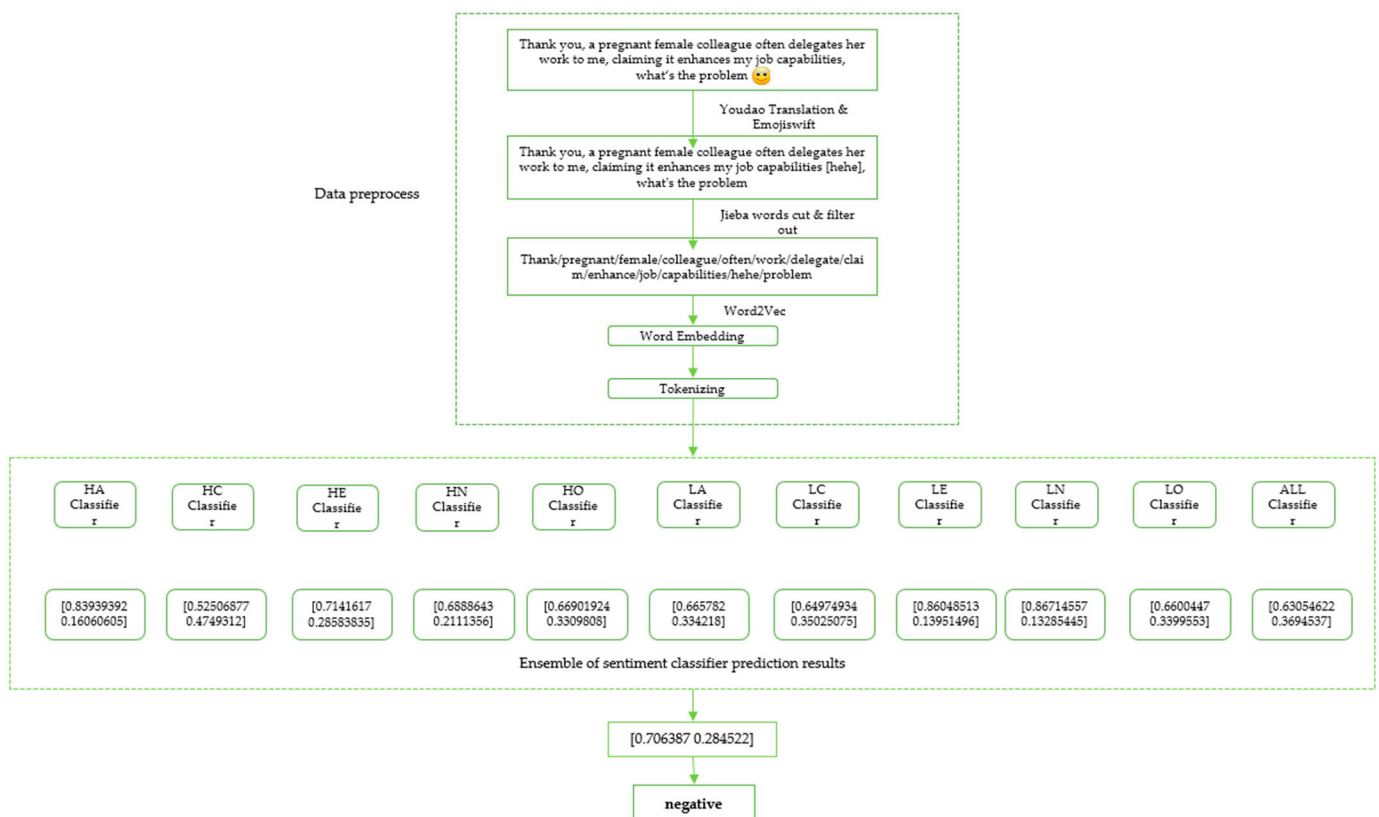 Thank you, a pregnant female colleague often delegates her
work to me, claiming it enhances my job capabilities,
what's the problem 🙂
Youdao Translation &
Emojiswift
Thank you, a pregnant female colleague often delegates her
work to me, claiming it enhances my job capabilities [hehe],
what's the problem
Data preprocess
Jieba words cut & filter
out
Thank/pregnant/female/colleague/often/work/delegate/clai
m/enhance/job/capabilities/hehe/problem
Word2Vec
Word Embedding
Tokenizing
HA
Classifie
r
HC
Classifie
r
HE
Classifie
r
HN
Classifie
r
HO
Classifie
r
LA
Classifie
r
LC
Classifie
r
LE
Classifie
r
LN
Classifie
r
LO
Classifie
r
ALL
Classifie
r
[0.83939392
0.16060605]
[0.52506877
0.4749312]
[0.7141617
0.28583835]
[0.6888643
0.2111356]
[0.66901924
0.3309808]
[0.665782
0.334218]
[0.64974934
0.35025075]
[0.86048513
0.13951496]
[0.86714557
0.13285445]
[0.6600447
0.3399553]
[0.63054622
0.3694537]
Ensemble of sentiment classifier prediction results
[0.706387 0.284522]
negative